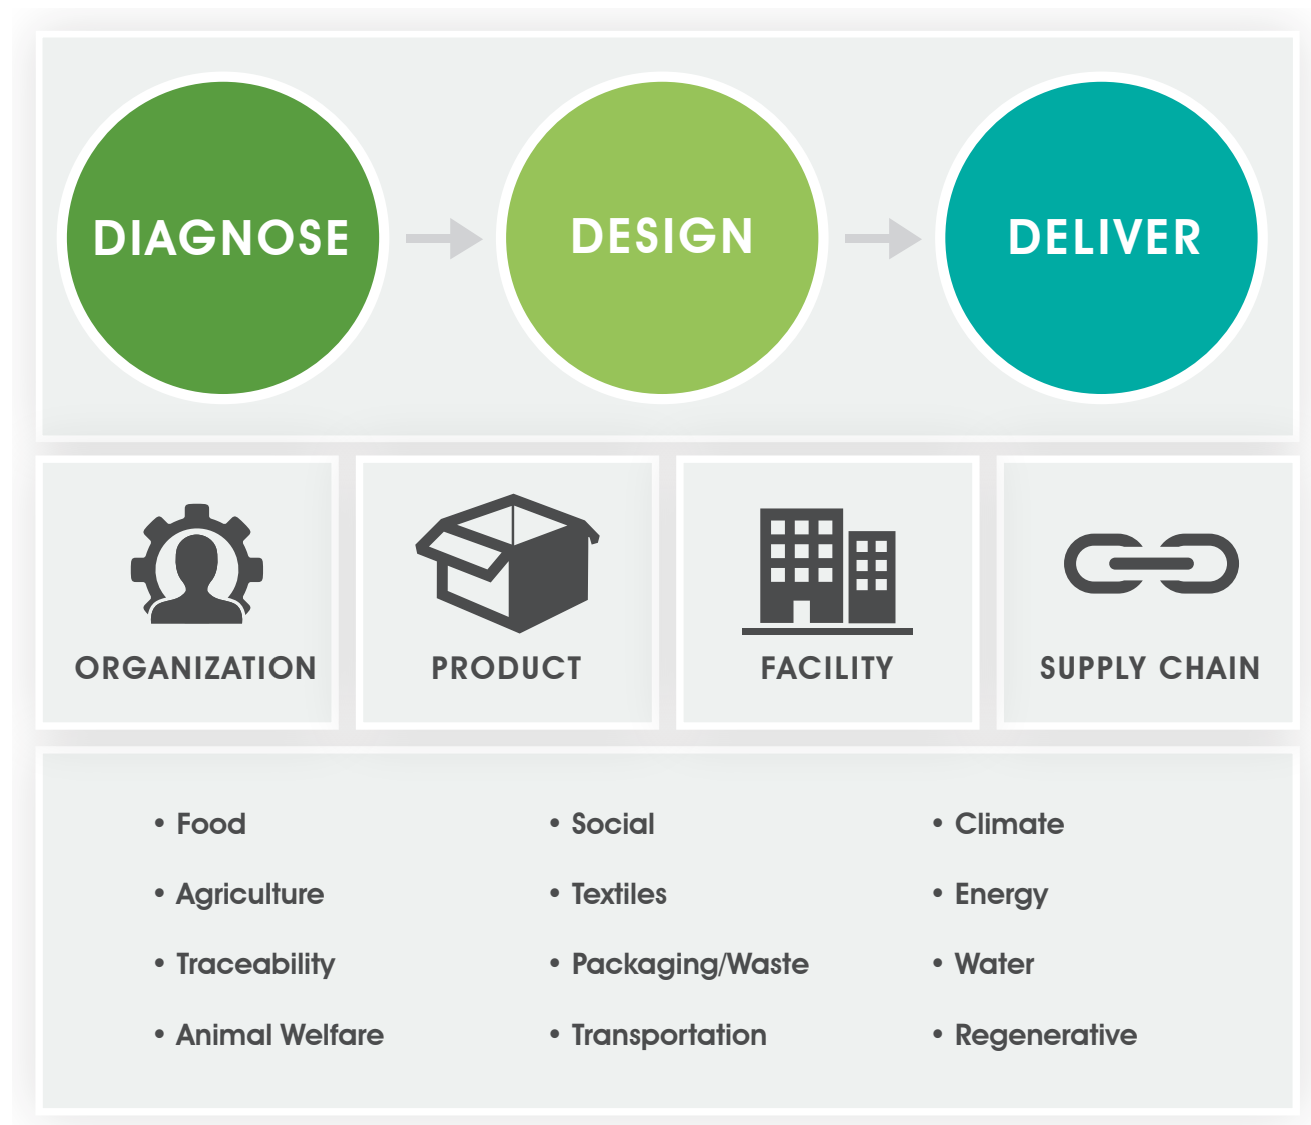 DIAGNOSE
DESIGN
DELIVER
ORGANIZATION
PRODUCT
FACILITY
SUPPLY CHAIN
• Food
• Agriculture
• Traceability
• Animal Welfare
• Social
• Textiles
• Packaging/Waste
• Transportation
• Climate
• Energy
• Water
• Regenerative